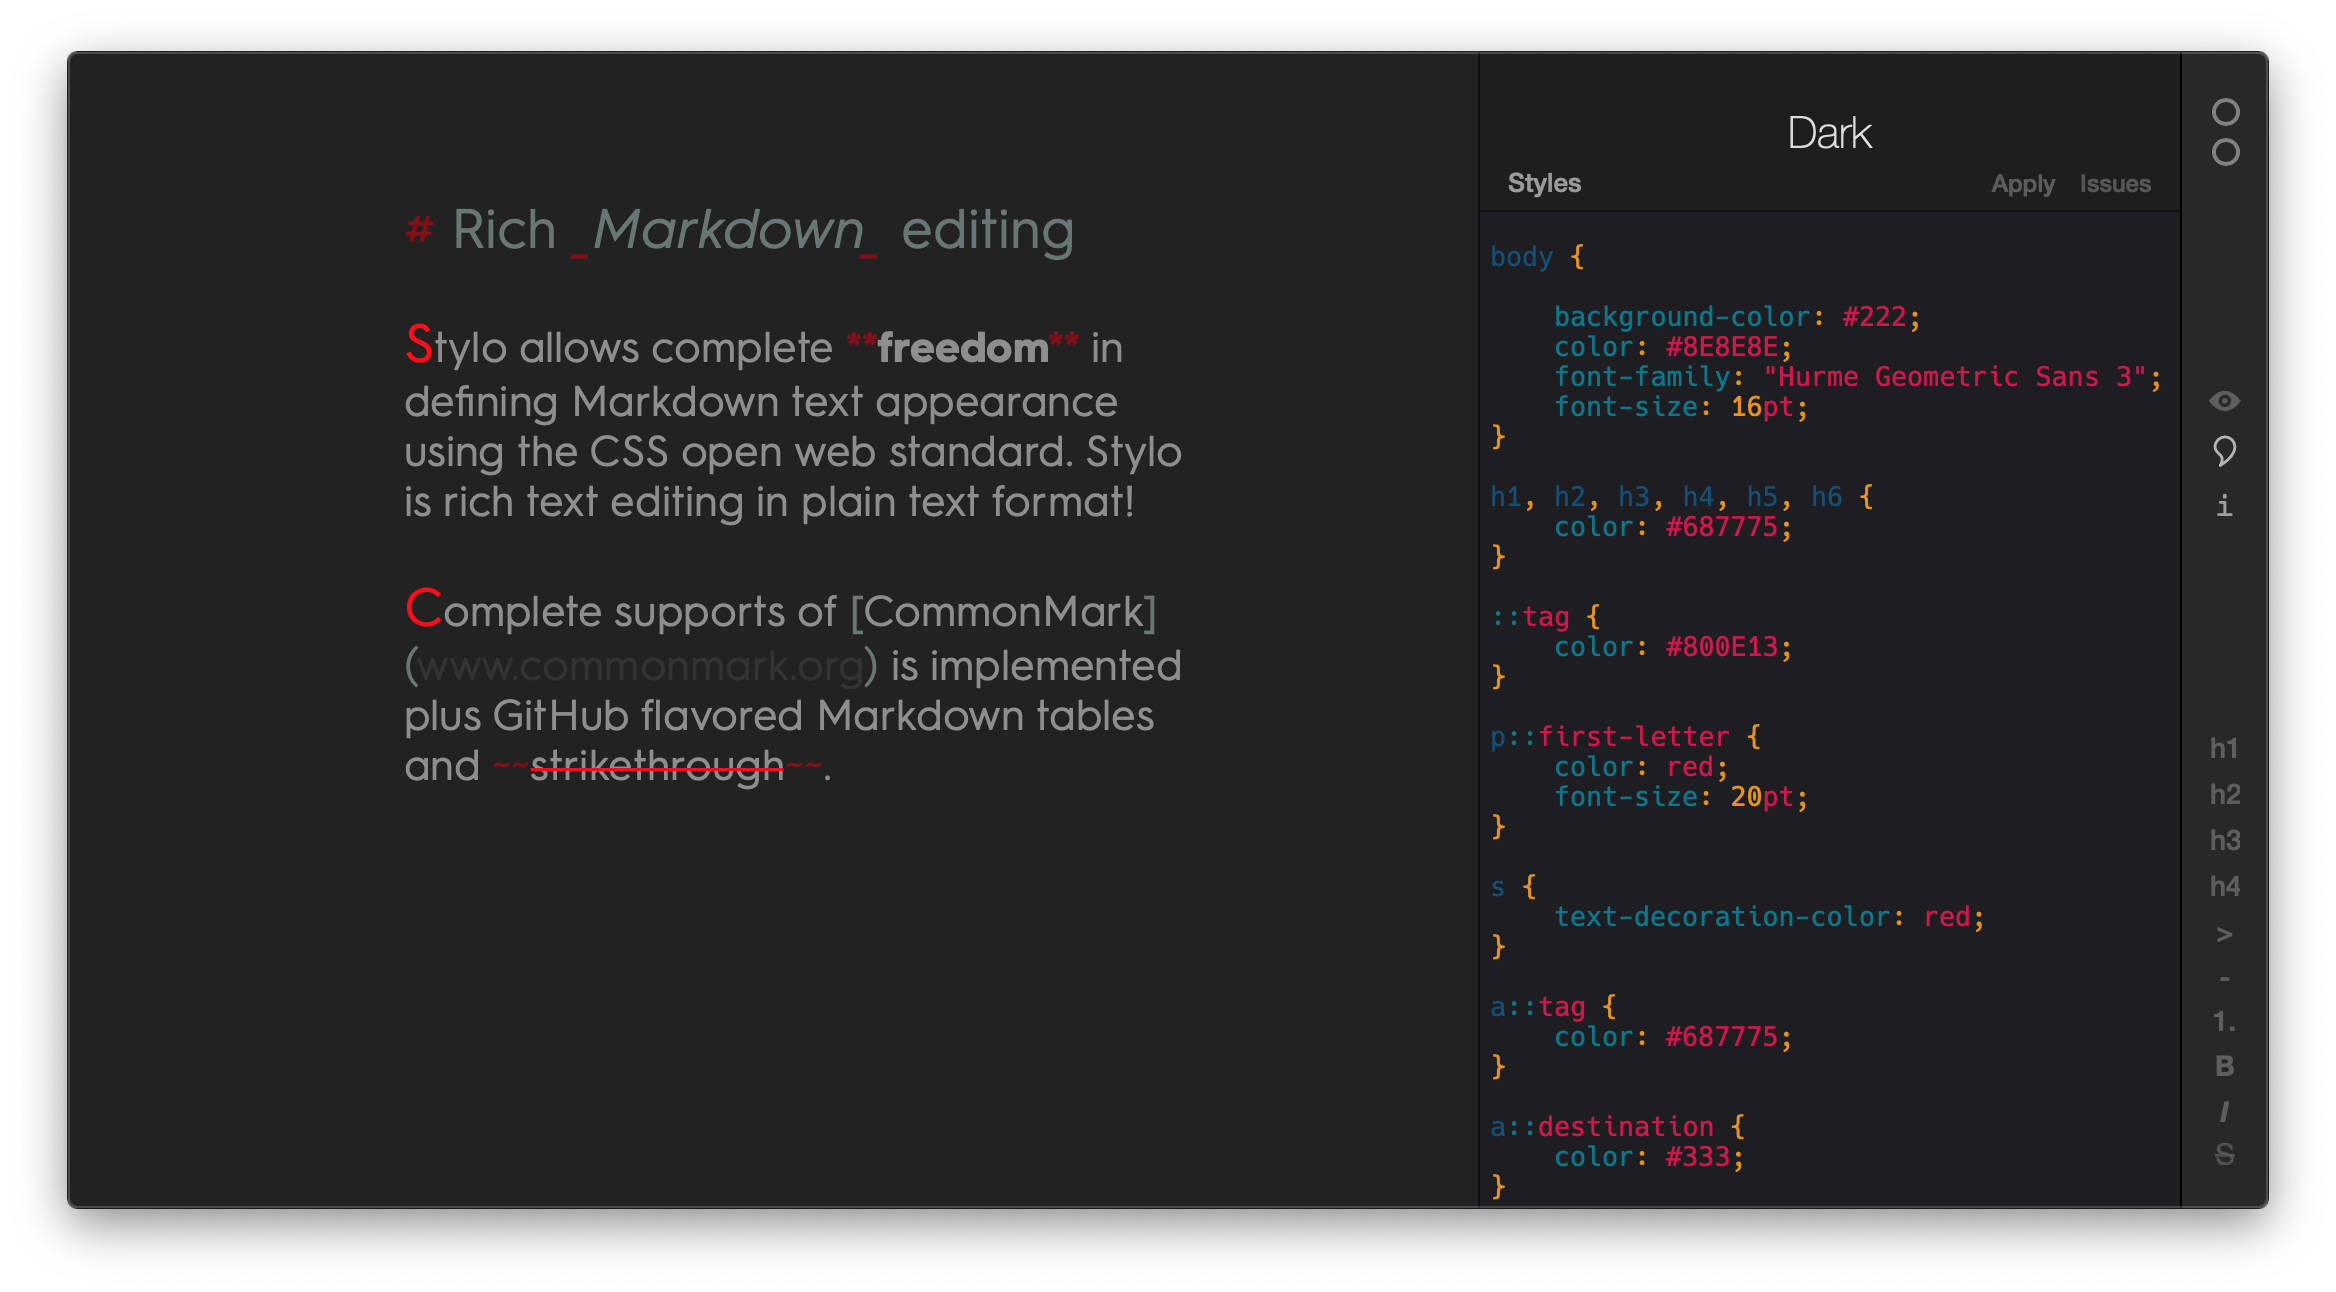 # Rich _Markdown_ editing
Stylo allows complete **freedom** in
defining Markdown text appearance
using the CSS open web standard. Stylo
is rich text editing in plain text format!
Complete supports of [CommonMark]
(www.commonmark.org) is implemented
plus GitHub flavored Markdown tables
and ~~strikethrough~~.
Dark
Styles Apply Issues
body {
background-color: #222;
color: #8E8E8E;
font-family: "Hurme Geometric Sans 3";
font-size: 16pt;
}
h1, h2, h3, h4, h5, h6 {
color: #687775;
}
::tag {
color: #800E13;
}
p::first-letter {
color: red;
font-size: 20pt;
}
s {
text-decoration-color: red;
}
a::tag {
color: #687775;
}
a::destination {
color: #333;
}
i
h1
h2
h3
h4
>
-
1.
B
I
S